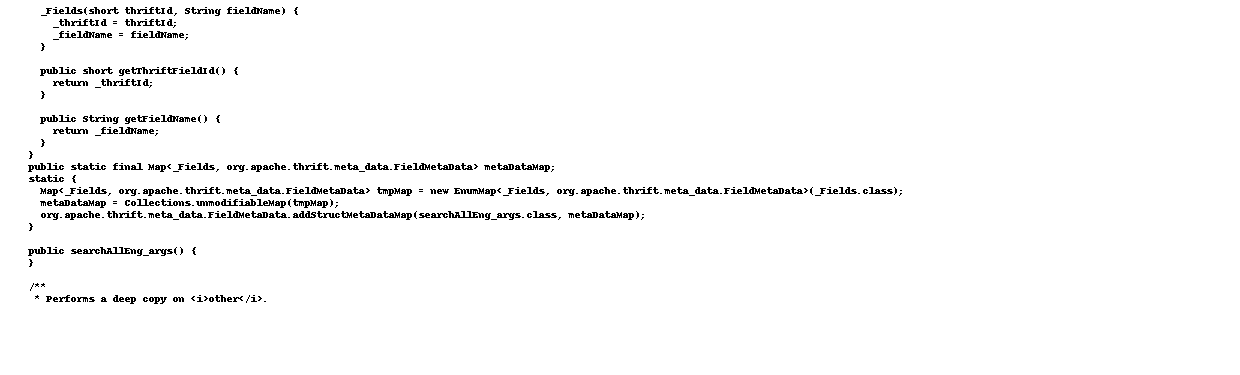 _Fields(short thriftId, String fieldName) {
_thriftId = thriftId;
_fieldName = fieldName;
}
public short getThriftFieldId() {
return _thriftId;
}
public String getFieldName() {
return _fieldName;
}
}
public static final Map<_Fields, org.apache.thrift.meta_data.FieldMetaData> metaDataMap;
static {
Map<_Fields, org.apache.thrift.meta_data.FieldMetaData> tmpMap = new EnumMap<_Fields, org.apache.thrift.meta_data.FieldMetaData>(_Fields.class);
metaDataMap = Collections.unmodifiableMap(tmpMap);
org.apache.thrift.meta_data.FieldMetaData.addStructMetaDataMap(searchAllEng_args.class, metaDataMap);
}
public searchAllEng_args() {
}
/**
* Performs a deep copy on <i>other</i>.